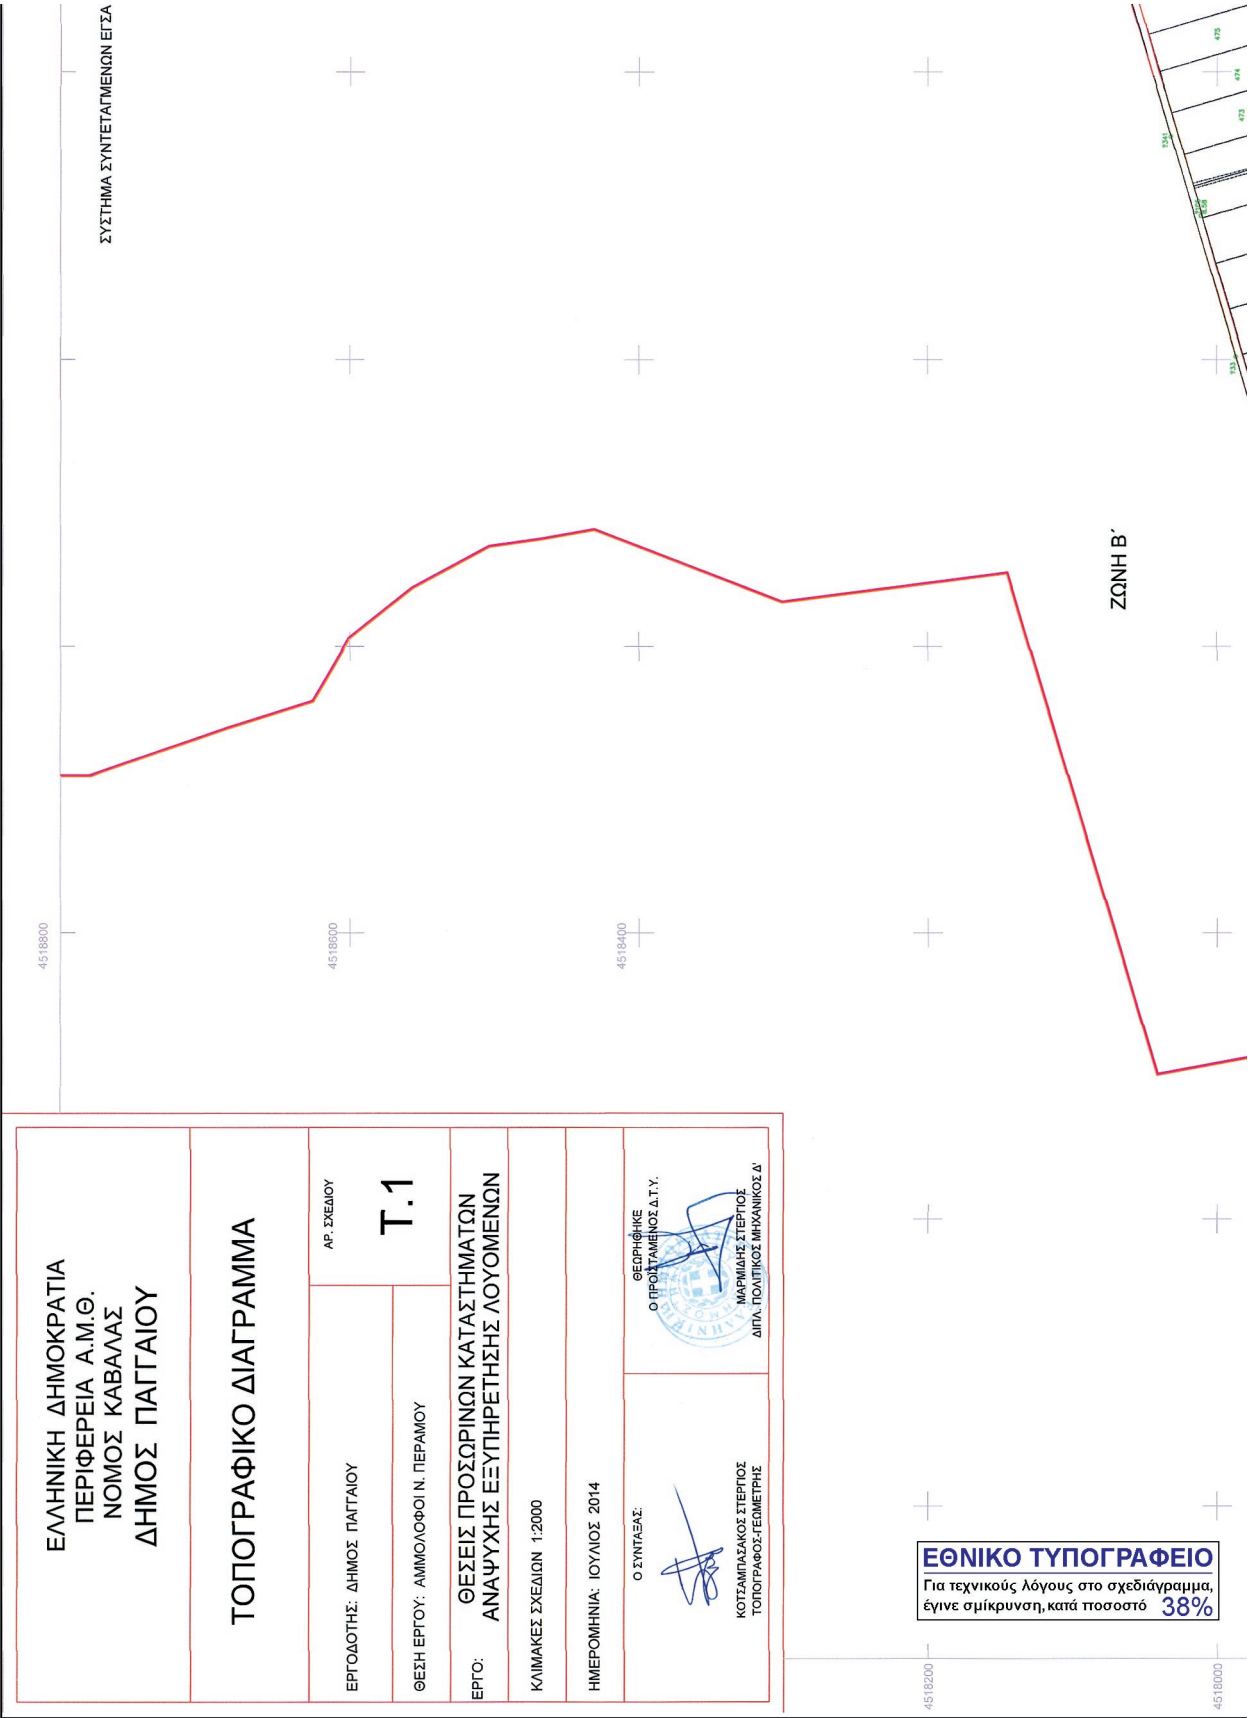 ΣΥΣΤΗΜΑ ΣΥΝΤΕΤΑΓΜΕΝΩΝ ΕΓΣΑ
ΕΛΛΗΝΙΚΗ ΔΗΜΟΚΡΑΤΙΑ
ΠΕΡΙΦΕΡΕΙΑ Α.Μ.Θ.
ΝΟΜΟΣ ΚΑΒΑΛΑΣ
ΔΗΜΟΣ ΠΑΓΓΑΙΟΥ
ΤΟΠΟΓΡΑΦΙΚΟ ΔΙΑΓΡΑΜΜΑ
ΕΡΓΟΔΟΤΗΣ: ΔΗΜΟΣ ΠΑΓΓΑΙΟΥ
ΑΡ. ΣΧΕΔΙΟΥ
Τ.1
ΘΕΣΗ ΕΡΓΟΥ: ΑΜΜΟΛΟΦΟΙ Ν. ΠΕΡΑΜΟΥ
ΕΡΓΟ:
ΘΕΣΕΙΣ ΠΡΟΣΩΡΙΝΩΝ ΚΑΤΑΣΤΗΜΑΤΩΝ
ΑΝΑΨΥΧΗΣ ΕΞΥΠΗΡΕΤΗΣΗΣ ΛΟΥΟΜΕΝΩΝ
ΚΛΙΜΑΚΕΣ ΣΧΕΔΙΩΝ 1:2000
ΗΜΕΡΟΜΗΝΙΑ: ΙΟΥΛΙΟΣ 2014
Ο ΣΥΝΤΑΞΑΣ:
ΚΟΤΣΑΜΠΑΣΑΚΟΣ ΣΤΕΡΓΙΟΣ
ΤΟΠΟΓΡΑΦΟΣ-ΓΕΩΜΕΤΡΗΣ
ΘΕΩΡΗΘΗΚΕ
Ο ΠΡΟΪΣΤΑΜΕΝΟΣ Δ.Τ.Υ.
ΜΑΡΜΙΔΗΣ ΣΤΕΡΓΙΟΣ
ΔΙΠΛ. ΠΟΛΙΤΙΚΟΣ ΜΗΧΑΝΙΚΟΣ Δ'
4518800
4518600
4518400
4518200
4518000
ΖΩΝΗ Β΄
475
474
473
ΕΘΝΙΚΟ ΤΥΠΟΓΡΑΦΕΙΟ
Για τεχνικούς λόγους στο σχεδιάγραμμα,
έγινε σμίκρυνση, κατά ποσοστό 38%